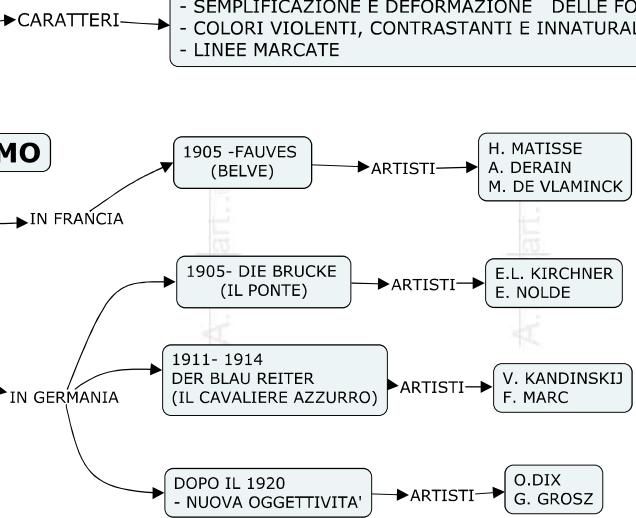 CARATTERI
- SEMPLIFICAZIONE E DEFORMAZIONE DELLE FO
- COLORI VIOLENTI, CONTRASTANTI E INNATURAL
- LINEE MARCATE
MO
IN FRANCIA
1905 -FAUVES
(BELVE)
ARTISTI
H. MATISSE
A. DERAIN
M. DE VLAMINCK
IN GERMANIA
1905- DIE BRUCKE
(IL PONTE)
ARTISTI
E.L. KIRCHNER
E. NOLDE
1911- 1914
DER BLAU REITER
(IL CAVALIERE AZZURRO)
ARTISTI
V. KANDINSKIJ
F. MARC
DOPO IL 1920
- NUOVA OGGETTIVITA'
ARTISTI
O.DIX
G. GROSZ